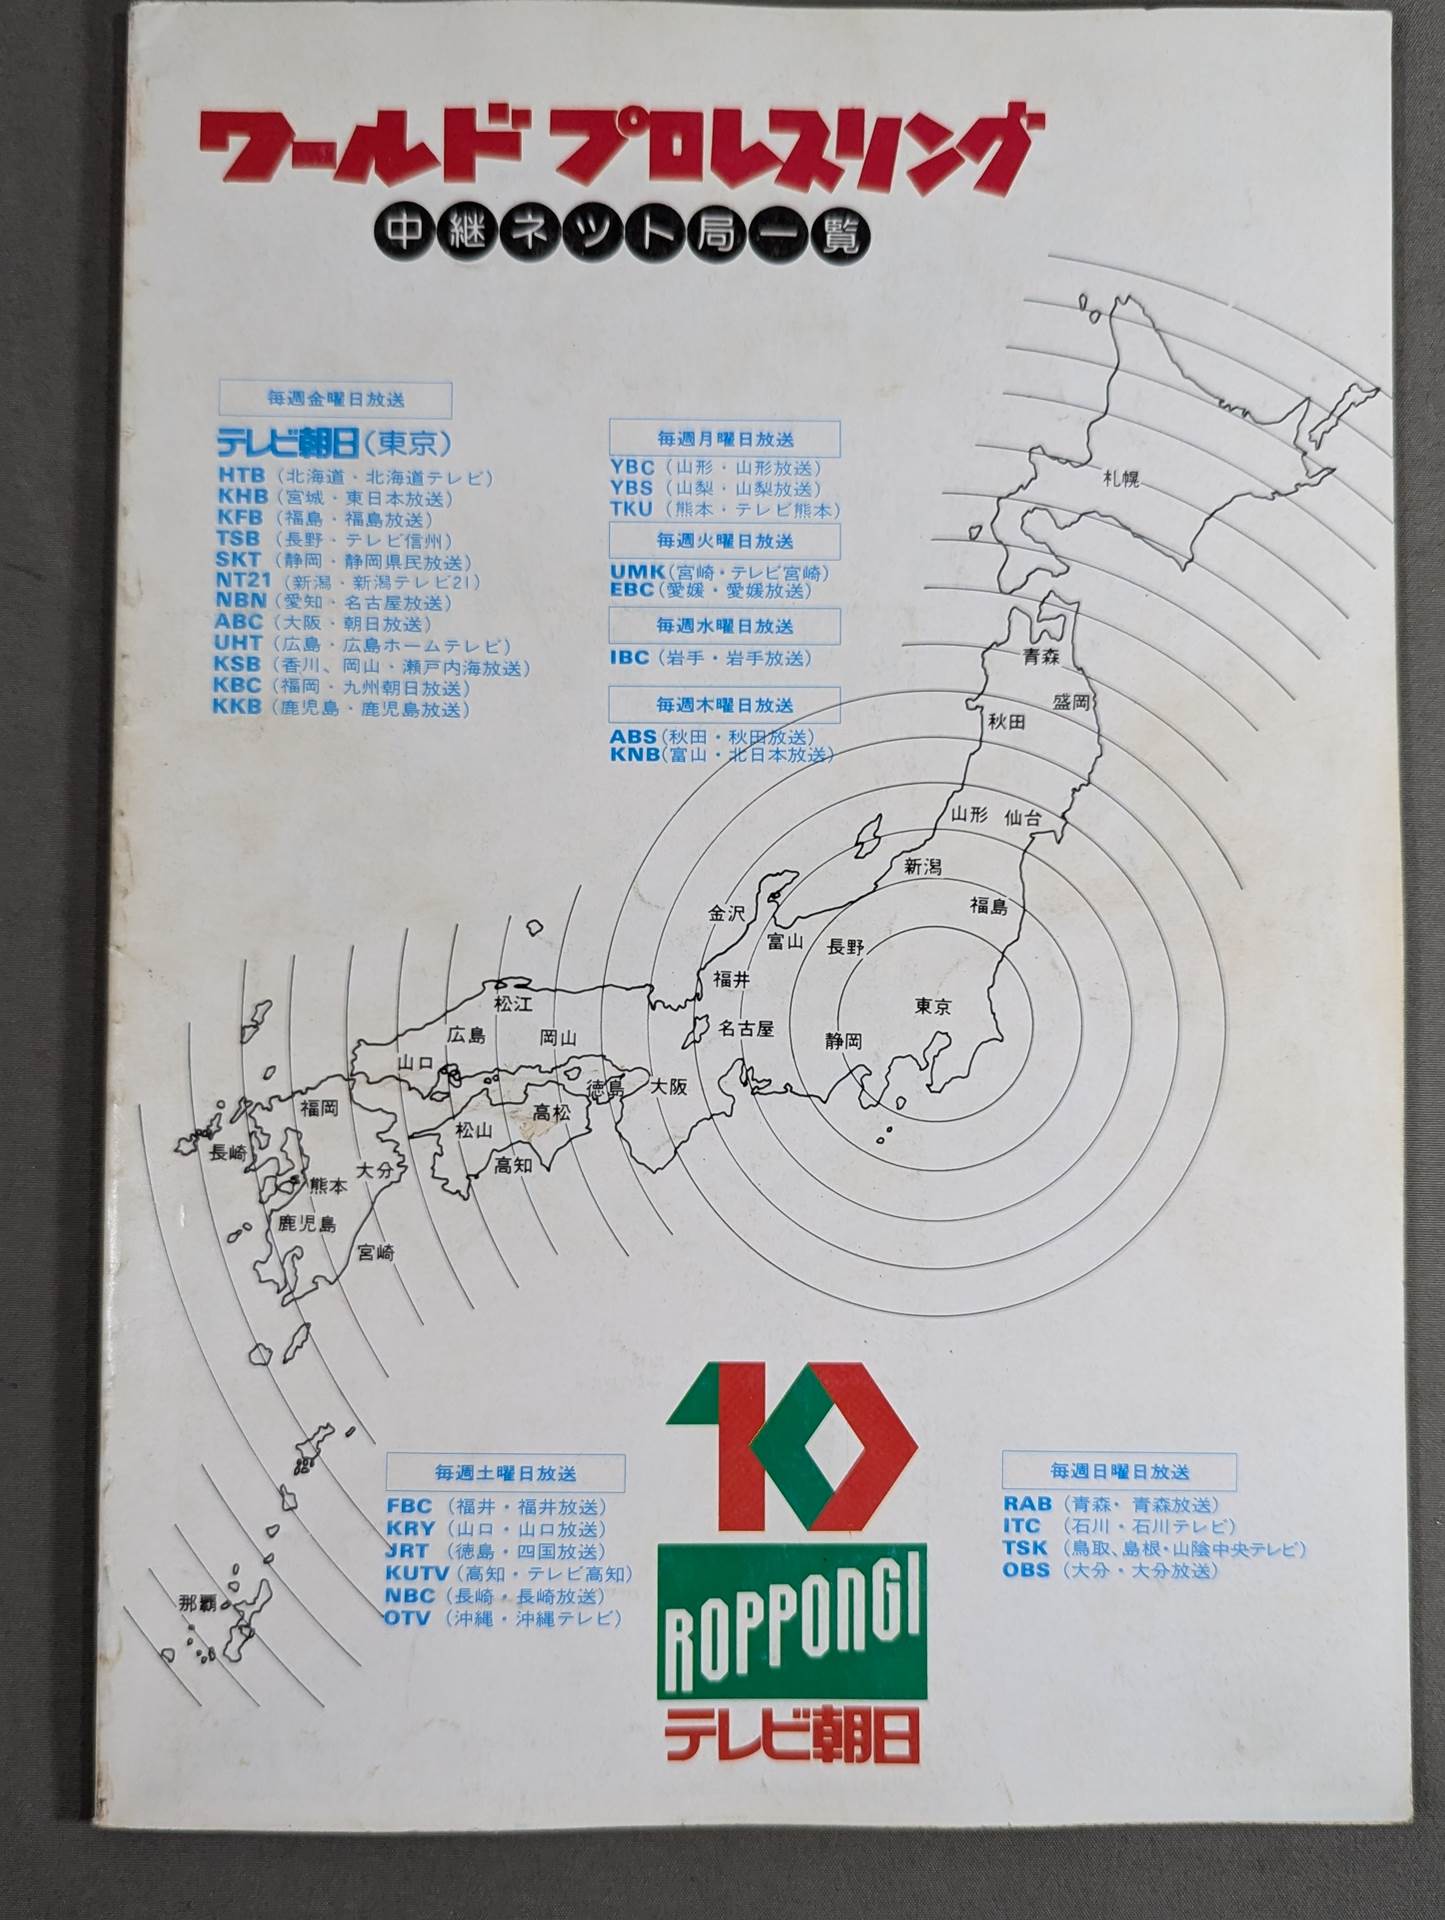 ワールドプロレスリング
中継ネット局一覧
毎週金曜日放送
テレビ朝日(東京)
HTB(北海道・北海道テレビ)
KHB(宮城・東日本放送)
KFB(福島・福島放送)
TSB(長野・テレビ信州)
SKT(静岡・静岡県民放送)
NT21(新潟・新潟テレビ21)
NBN(愛知・名古屋放送)
ABC(大阪・朝日放送)
UHT(広島・広島ホームテレビ)
KSB(香川、岡山・瀬戸内海放送)
KBC(福岡・九州朝日放送)
KKB(鹿児島・鹿児島放送)
毎週月曜日放送
YBC(山形・山形放送)
YBS(山梨・山梨放送)
TKU(熊本・テレビ熊本)
毎週火曜日放送
UMK(宮崎・テレビ宮崎)
EBC(愛媛・愛媛放送)
毎週水曜日放送
IBC(岩手・岩手放送)
毎週木曜日放送
ABS(秋田・秋田放送)
KNB(富山・北日本放送)
札幌
青森
盛岡
秋田
山形
仙台
新潟
福島
金沢
富山
長野
福井
東京
名古屋
静岡
松江
広島
岡山
山口
徳島
大阪
福岡
高松
松山
長崎
高知
大分
熊本
鹿児島
宮崎
那覇
毎週土曜日放送
FBC(福井・福井放送)
KRY(山口・山口放送)
JRT(徳島・四国放送)
KUTV(高知・テレビ高知)
NBC(長崎・長崎放送)
OTV(沖縄・沖縄テレビ)
10
ROPPONGI
テレビ朝日
毎週日曜日放送
RAB(青森・青森放送)
ITC(石川・石川テレビ)
TSK(鳥取、島根・山陰中央テレビ)
OBS(大分・大分放送)